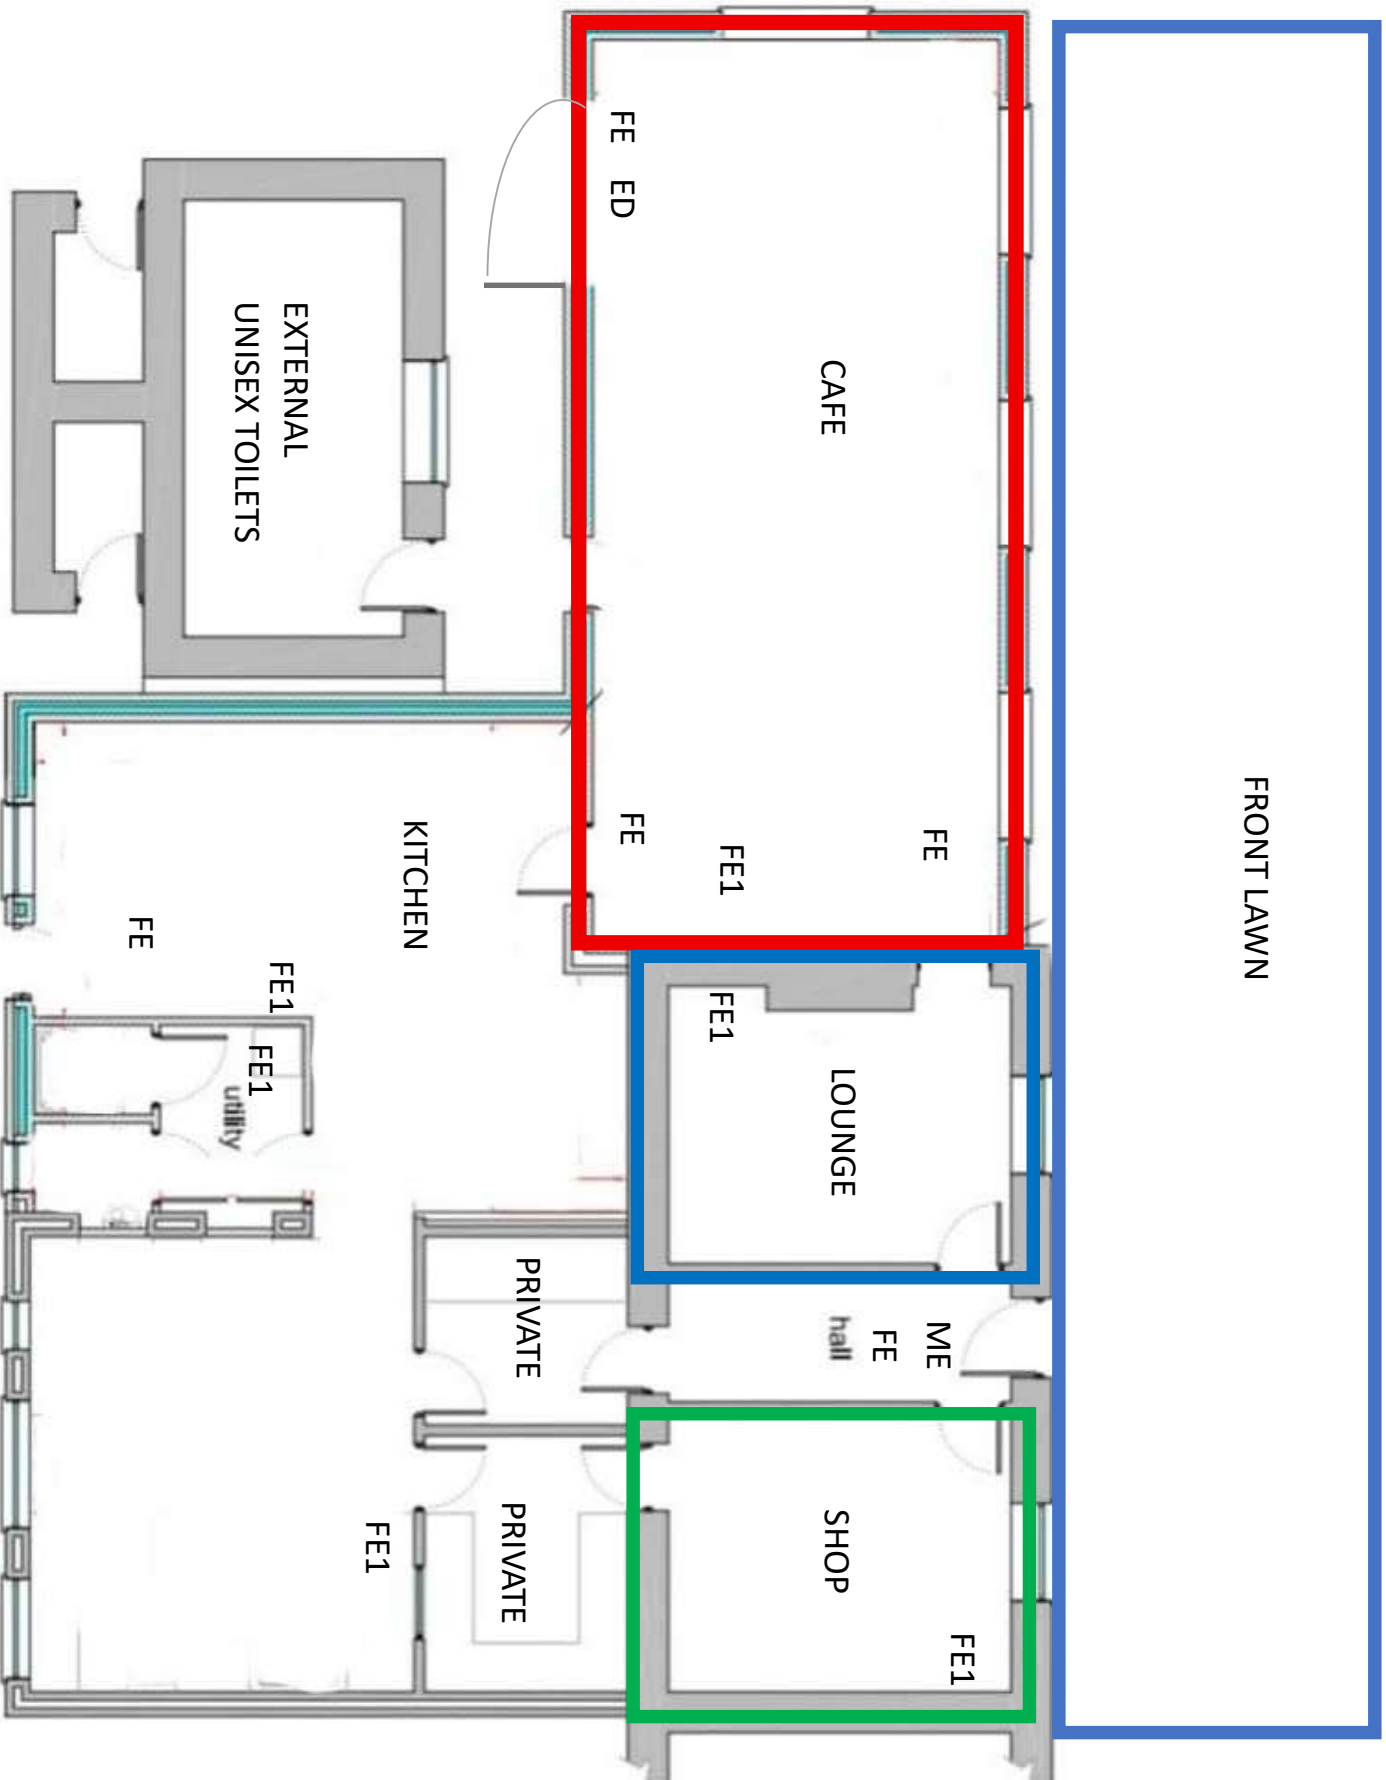 FRONT LAWN
FE
ME
FE1
FE
CAFE
LOUNGE
hall
SHOP
FE1
FE1
FE ED
FE
PRIVATE
PRIVATE
KITCHEN
FE1
EXTERNAL
UNISEX TOILETS
FE1
FE1
utility
FE